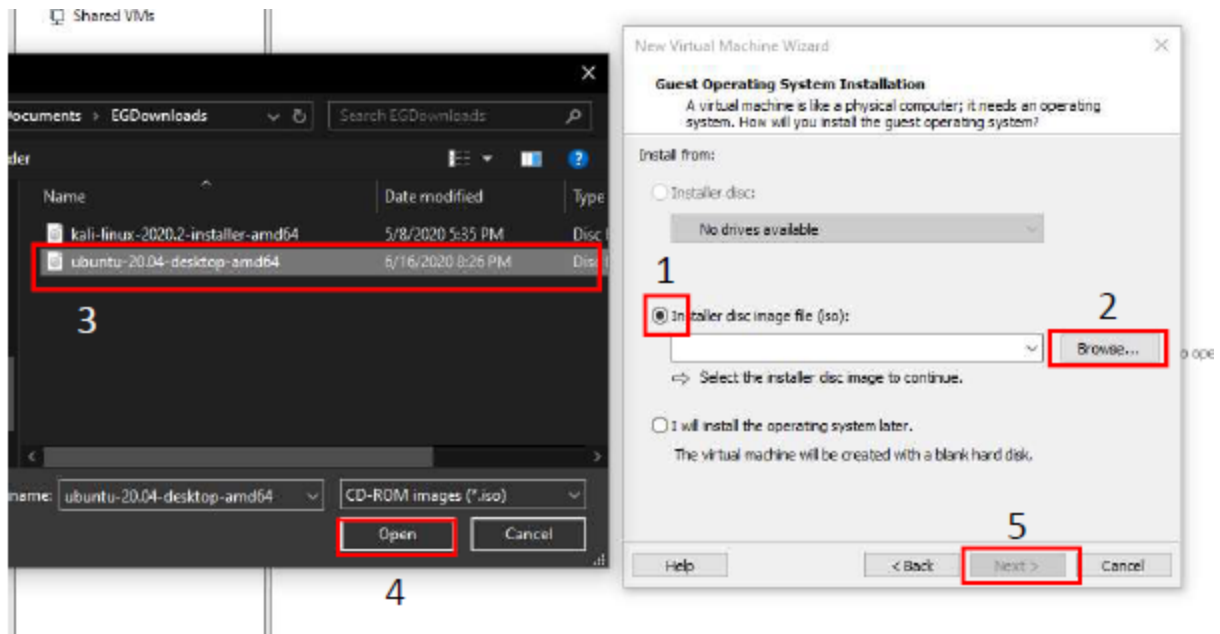 Shared VMs
ocuments > EGDownloads
Search EGDownloads
der
Name
Date modified
Type
kali-linux-2020.2-installer-amd64
5/8/2020 5:35 PM
Disc
ubuntu-20.04-desktop-amd64
6/16/2020 8:26 PM
Disc
3
name:
ubuntu-20.04-desktop-amd64
CD-ROM images (*.iso)
Open
Cancel
4
New Virtual Machine Wizard
Guest Operating System Installation
A virtual machine is like a physical computer; it needs an operating
system. How will you install the guest operating system?
Install from:
Installer disc:
No drives available
1
Installer disc image file (iso):
2
Browse...
o ope
Select the installer disc image to continue.
I will install the operating system later.
The virtual machine will be created with a blank hard disk.
5
Help
< Back
Next >
Cancel